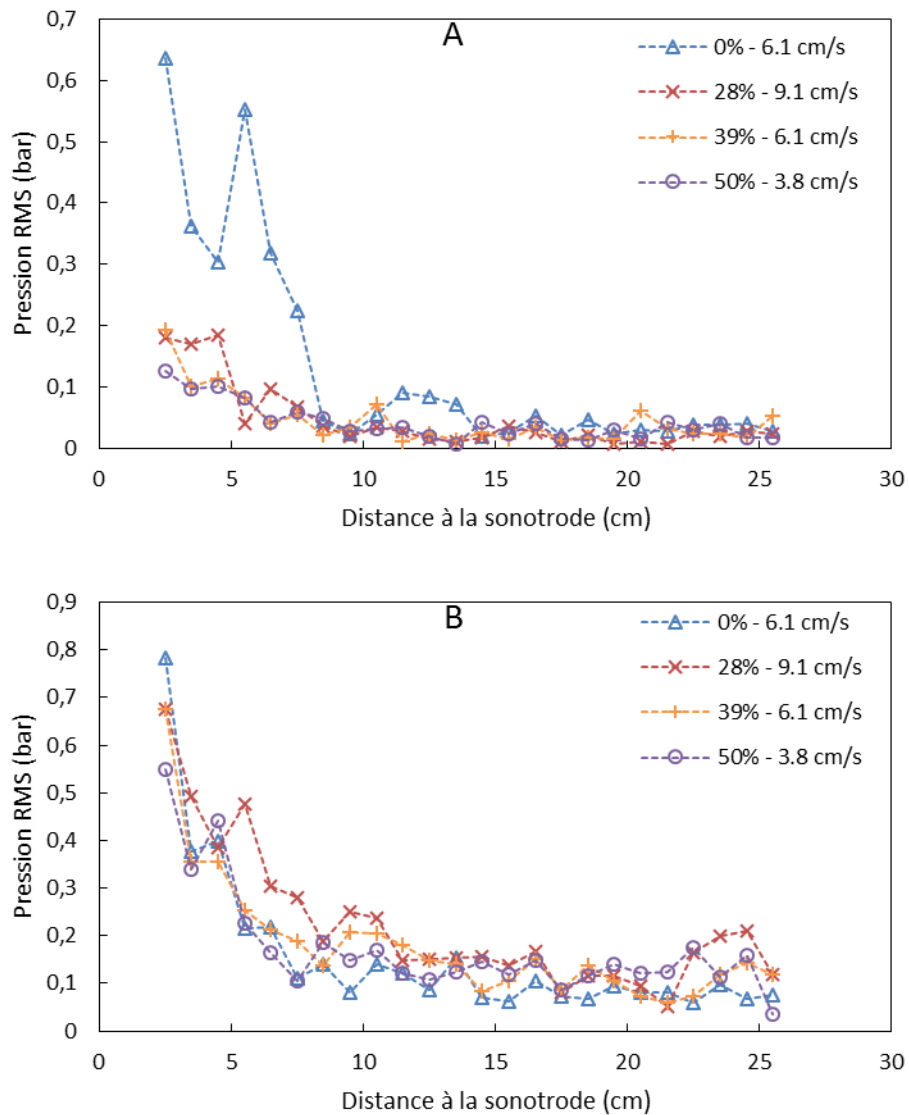 A
0,7
0,6
0,5
0,4
0,3
0,2
0,1
0
Pression RMS (bar)
0% - 6.1 cm/s
28% - 9.1 cm/s
39% - 6.1 cm/s
50% - 3.8 cm/s
0 5 10 15 20 25 30
Distance à la sonotrode (cm)
B
0,9
0,8
0,7
0,6
0,5
0,4
0,3
0,2
0,1
0
Pression RMS (bar)
0% - 6.1 cm/s
28% - 9.1 cm/s
39% - 6.1 cm/s
50% - 3.8 cm/s
0 5 10 15 20 25 30
Distance à la sonotrode (cm)